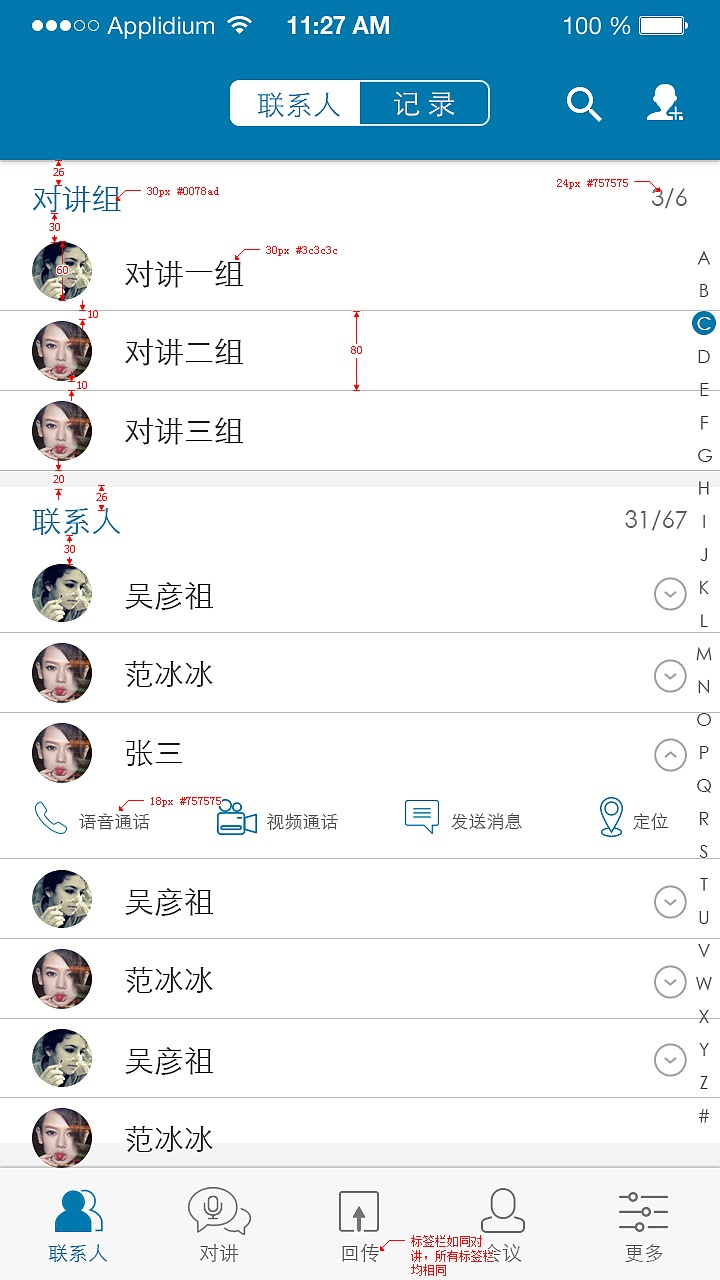 Applidium 11:27 AM 100 %
联系人 记录
26
对讲组 30px #0078ad 24px #757575 3/6
30
60 对讲一组 30px #3c3c3c
10
对讲二组 80
10
对讲三组
20
26
联系人 31/67
30
吴彦祖
范冰冰
张三
18px #757575
语音通话 视频通话 发送消息 定位
吴彦祖
范冰冰
吴彦祖
范冰冰
A
B
C
D
E
F
G
H
I
J
K
L
M
N
O
P
Q
R
S
T
U
V
W
X
Y
Z
#
联系人 对讲 回传 会议 更多
标签栏如同对
讲，所有标签栏
均相同